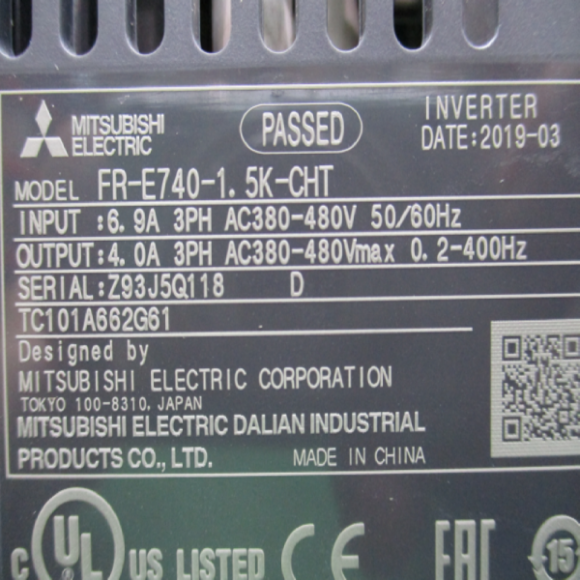 MITSUBISHI
ELECTRIC
PASSED
INVERTER
DATE:2019-03
MODEL FR-E740-1.5K-CHT
INPUT :6.9A 3PH AC380-480V 50/60Hz
OUTPUT:4.0A 3PH AC380-480Vmax 0.2-400Hz
SERIAL:Z93J5Q118 D
TC101A662G61
Designed by
MITSUBISHI ELECTRIC CORPORATION
TOKYO 100-8310, JAPAN
MITSUBISHI ELECTRIC DALIAN INDUSTRIAL
PRODUCTS CO., LTD. MADE IN CHINA
c UL US LISTED CE EAC 15